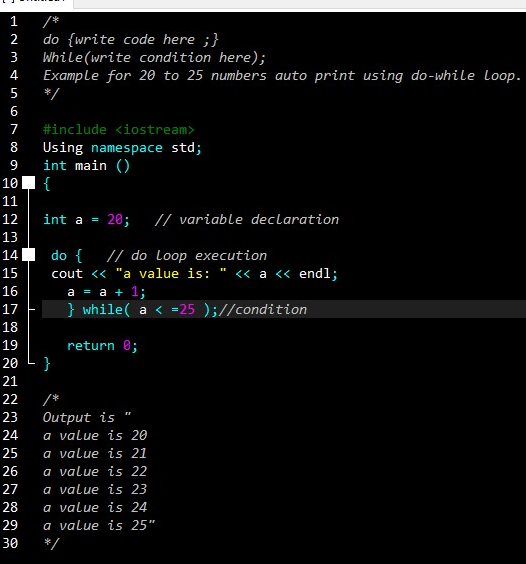 1 /*
2 do {write code here ;}
3 While(write condition here);
4 Example for 20 to 25 numbers auto print using do-while loop.
5 */
6
7 #include <iostream>
8 Using namespace std;
9 int main ()
10 {
11
12 int a = 20; // variable declaration
13
14 do { // do loop execution
15 cout << "a value is: " << a << endl;
16 a = a + 1;
17 } while( a < =25 );//condition
18
19 return 0;
20 }
21
22 /*
23 Output is "
24 a value is 20
25 a value is 21
26 a value is 22
27 a value is 23
28 a value is 24
29 a value is 25"
30 */